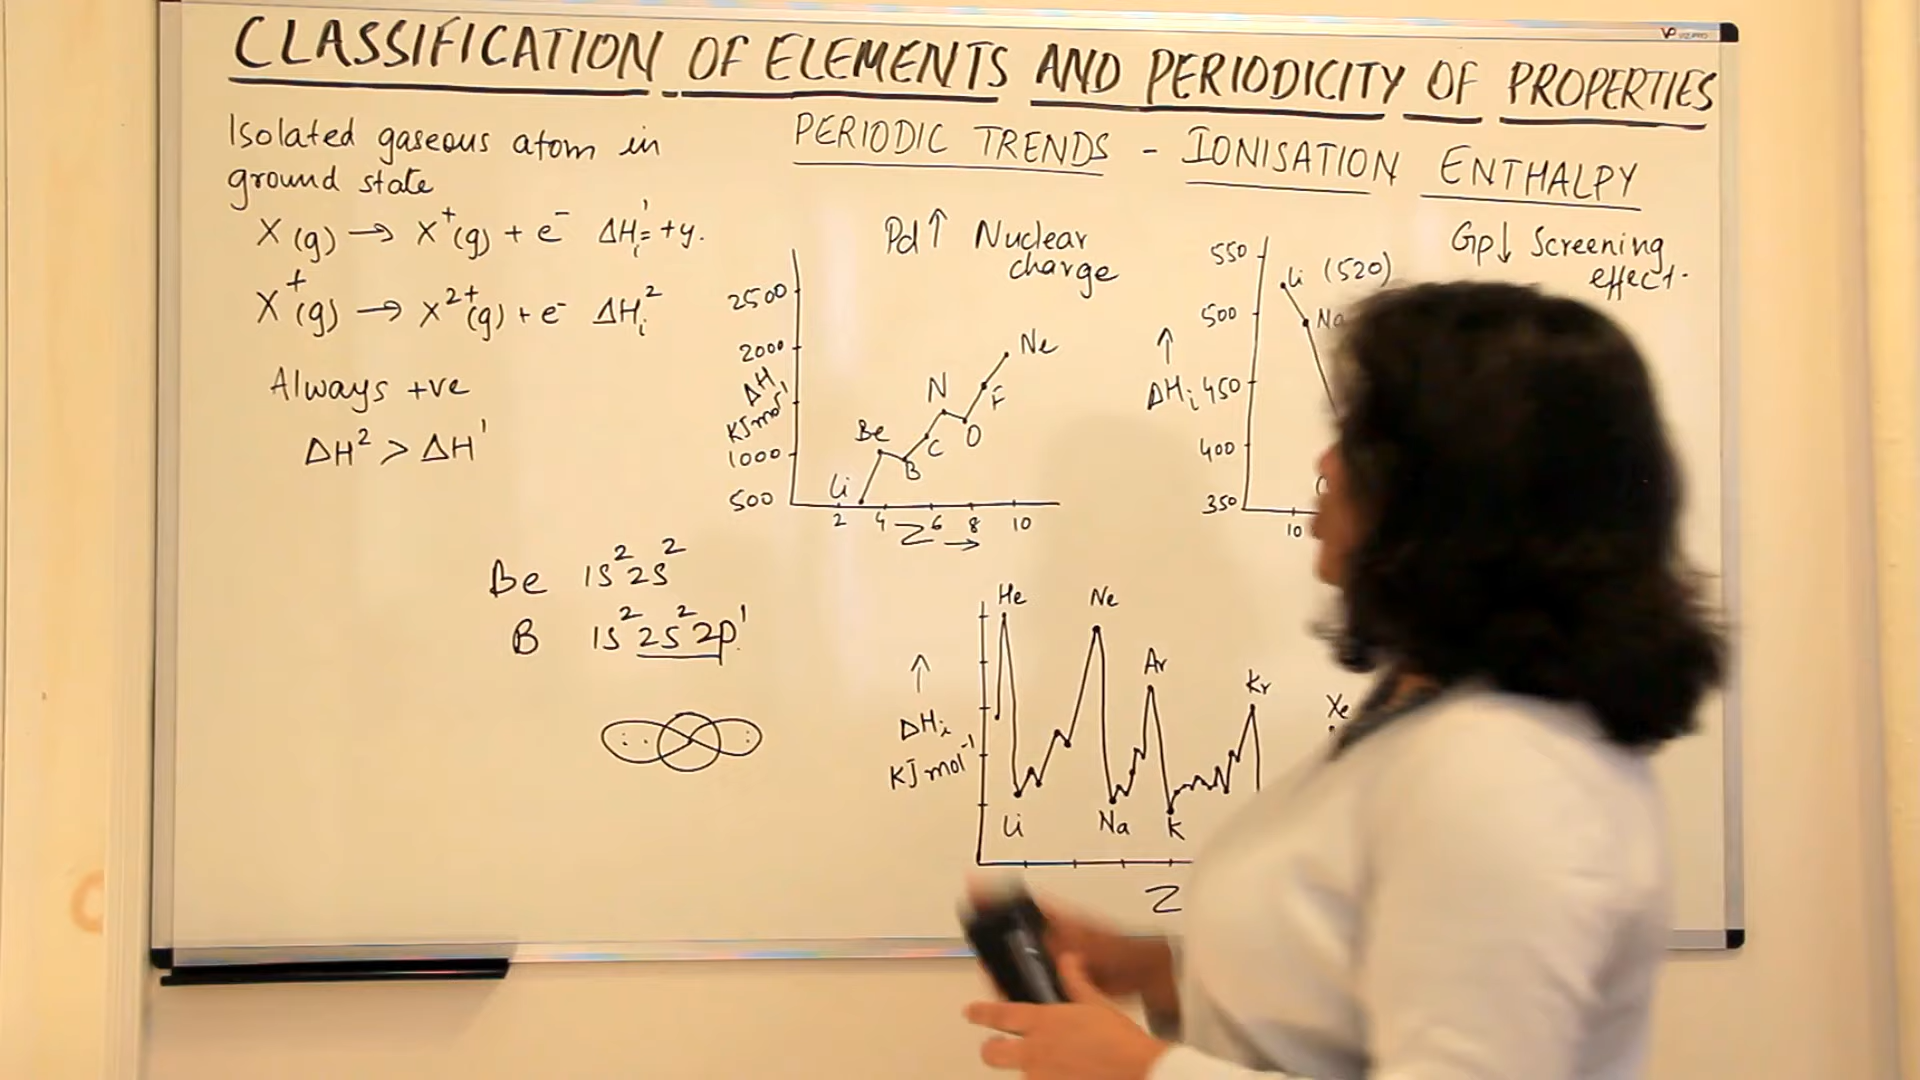 CLASSIFICATION OF ELEMENTS AND PERIODICITY OF PROPERTIES
PERIODIC TRENDS - IONISATION ENTHALPY
Isolated gaseous atom in
ground state
X (g) → X⁺(g) + e⁻ ΔHᵢ¹= +y.
X⁺(g) → X²⁺(g) + e⁻ ΔHᵢ²
Always +ve
ΔH² > ΔH¹
Be 1s² 2s²
B 1s² 2s² 2p¹
Pd↑ Nuclear
charge
2500
2000
ΔH
KJmol⁻¹
1000
500
Li Be B C N O F Ne
2 4 6 8 10
Z →
Gp↓ Screening
effect.
550
500
↑
ΔHᵢ 450
400
350
Li (520)
Na
10
He Ne Ar Kr Xe
↑
ΔHᵢ
KJ mol⁻¹
Li Na K
Z